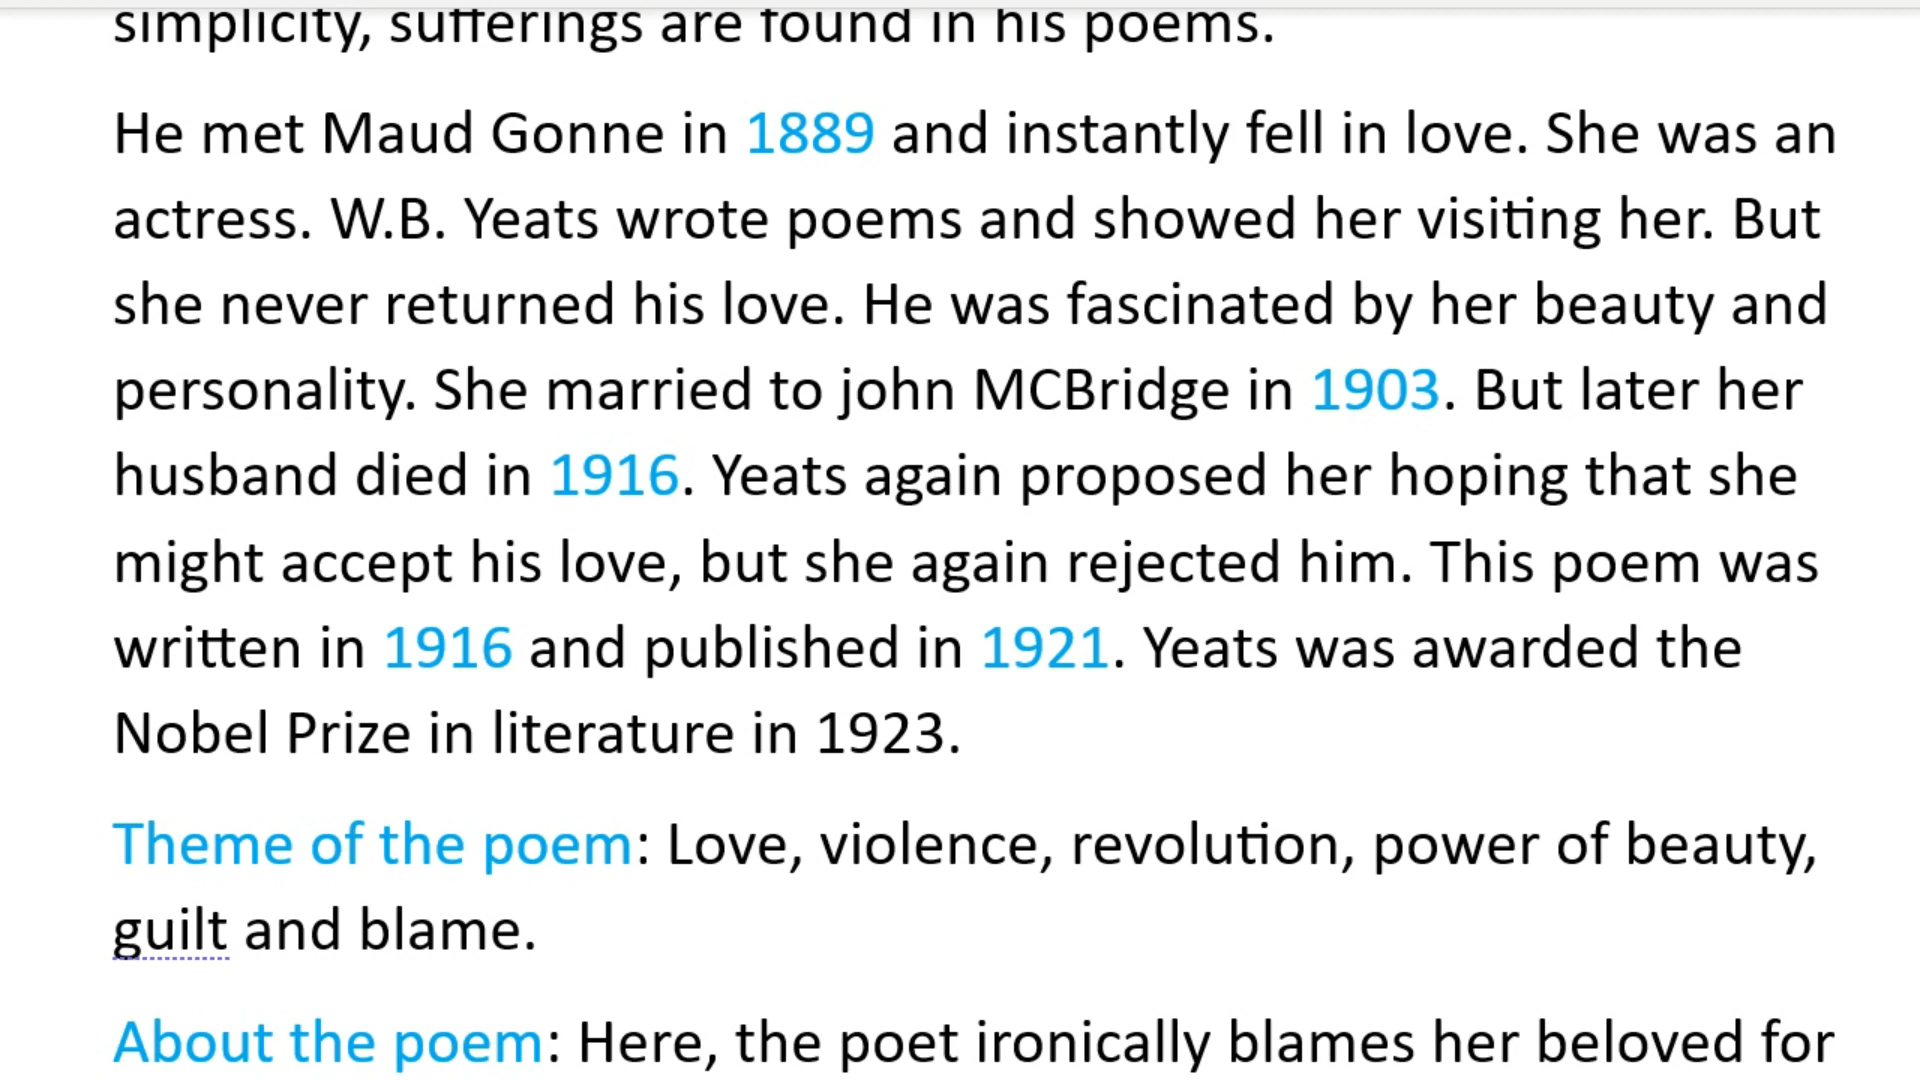 simplicity, sufferings are found in his poems.
He met Maud Gonne in 1889 and instantly fell in love. She was an
actress. W.B. Yeats wrote poems and showed her visiting her. But
she never returned his love. He was fascinated by her beauty and
personality. She married to john MCBridge in 1903. But later her
husband died in 1916. Yeats again proposed her hoping that she
might accept his love, but she again rejected him. This poem was
written in 1916 and published in 1921. Yeats was awarded the
Nobel Prize in literature in 1923.
Theme of the poem: Love, violence, revolution, power of beauty,
guilt and blame.
About the poem: Here, the poet ironically blames her beloved for